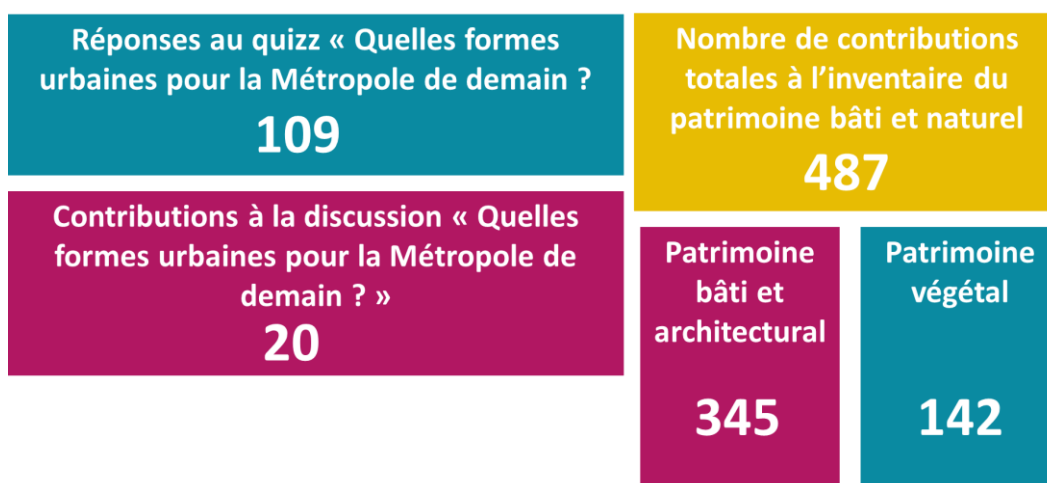 Réponses au quizz « Quelles formes
urbaines pour la Métropole de demain ?
109
Contributions à la discussion « Quelles
formes urbaines pour la Métropole de
demain ? »
20
Nombre de contributions
totales à l’inventaire du
patrimoine bâti et naturel
487
Patrimoine
bâti et
architectural
345
Patrimoine
végétal
142